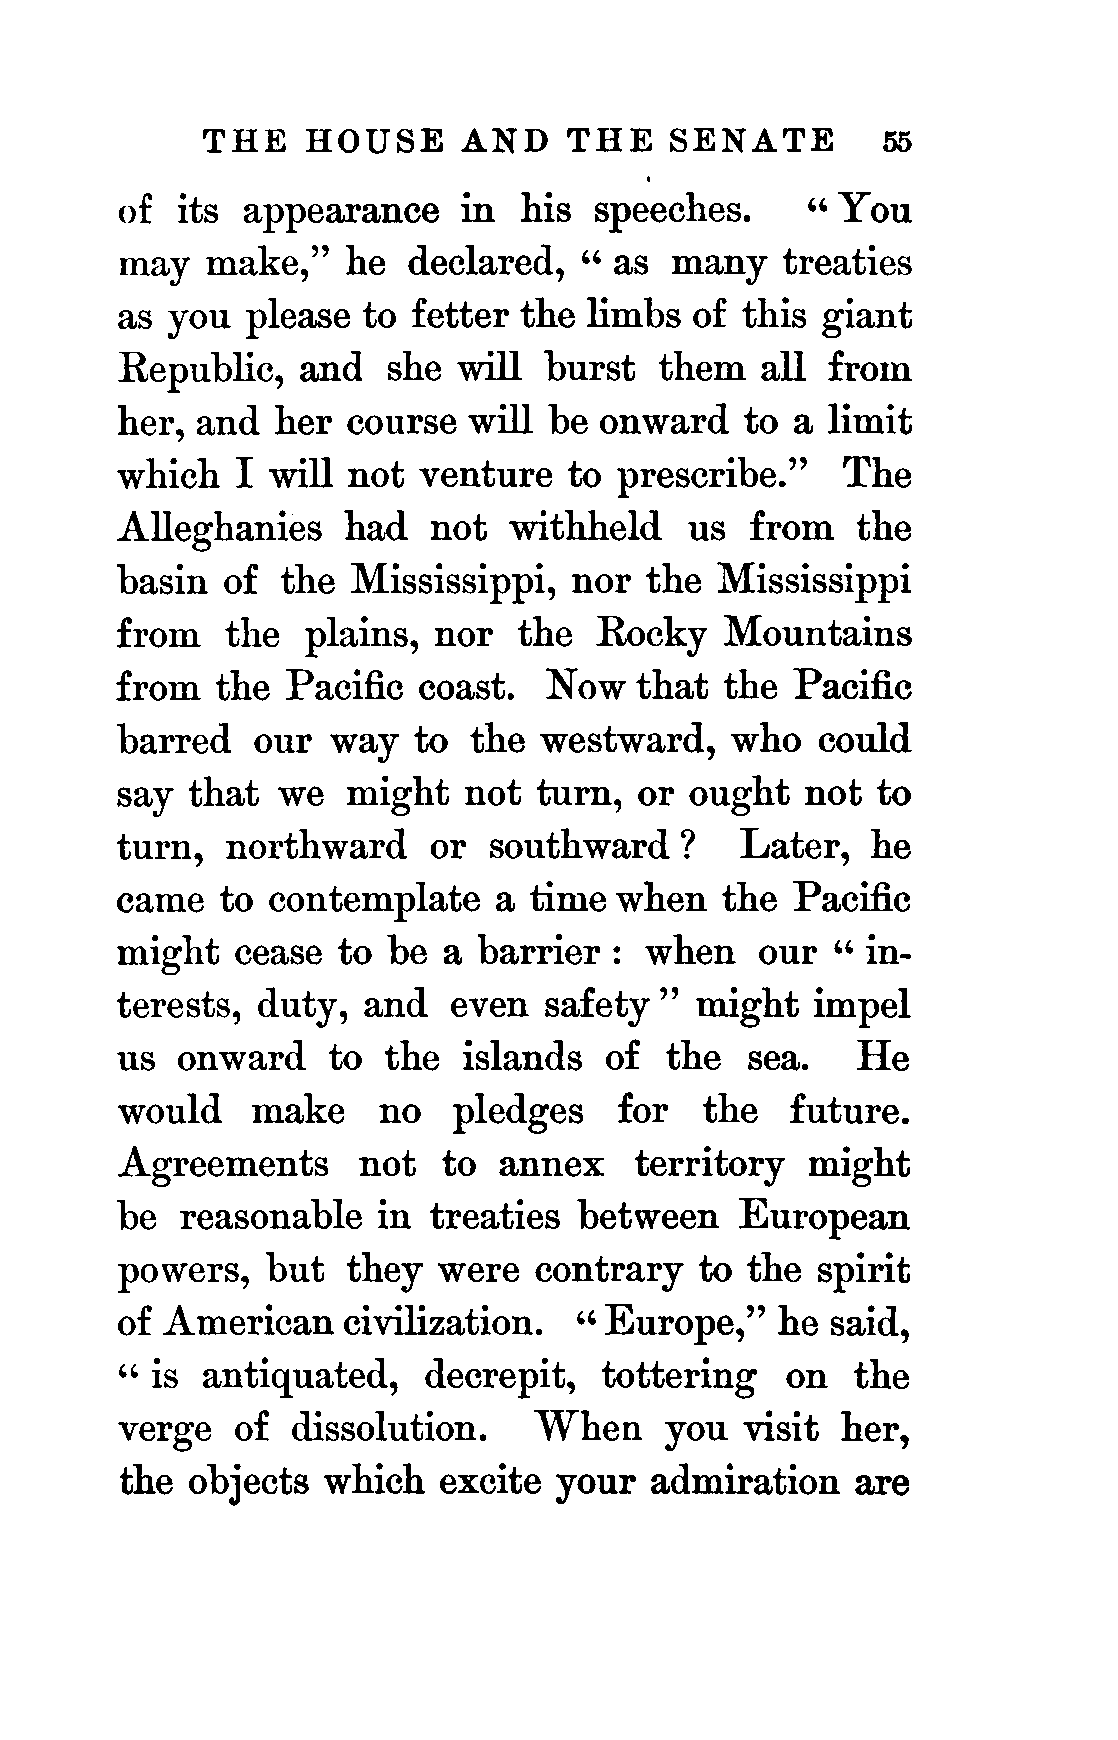 THE HOUSE AND THE SENATE 55
of its appearance in his speeches. “ You
may make,” he declared, “ as many treaties
as you please to fetter the limbs of this giant
Republic, and she will burst them all from
her, and her course will be onward to a limit
which I will not venture to prescribe.” The
Alleghanies had not withheld us from the
basin of the Mississippi, nor the Mississippi
from the plains, nor the Rocky Mountains
from the Pacific coast. Now that the Pacific
barred our way to the westward, who could
say that we might not turn, or ought not to
turn, northward or southward ? Later, he
came to contemplate a time when the Pacific
might cease to be a barrier : when our “ in-
terests, duty, and even safety ” might impel
us onward to the islands of the sea. He
would make no pledges for the future.
Agreements not to annex territory might
be reasonable in treaties between European
powers, but they were contrary to the spirit
of American civilization. “ Europe,” he said,
“ is antiquated, decrepit, tottering on the
verge of dissolution. When you visit her,
the objects which excite your admiration are